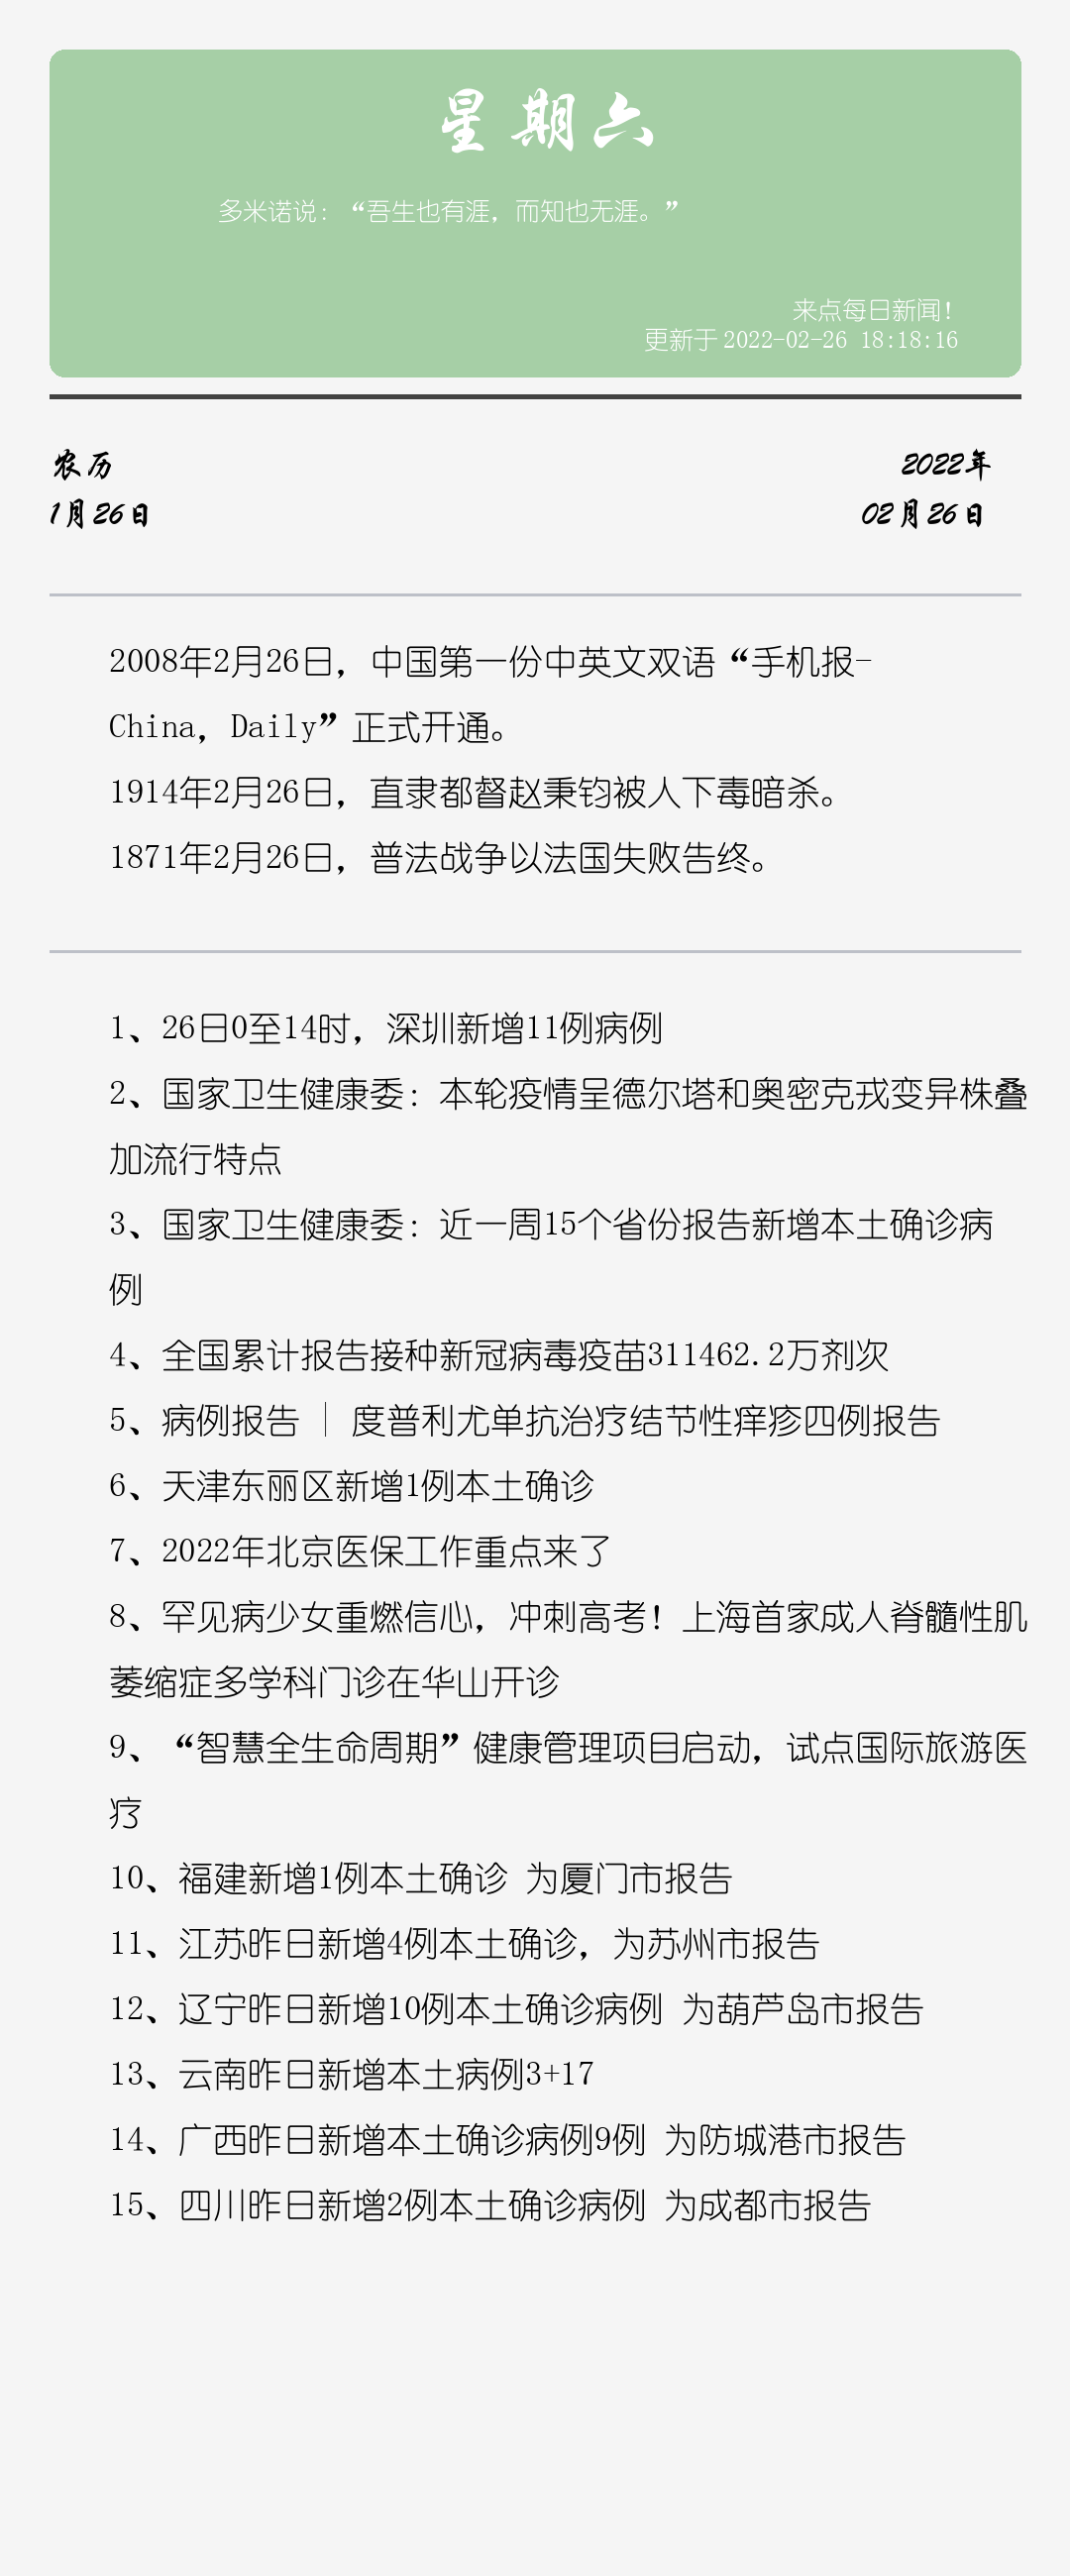 星期六
多米诺说：“吾生也有涯，而知也无涯。”
来点每日新闻！
更新于 2022-02-26 18:18:16
农历
2022年
1月26日
02月26日
2008年2月26日，中国第一份中英文双语“手机报-
China，Daily”正式开通。
1914年2月26日，直隶都督赵秉钧被人下毒暗杀。
1871年2月26日，普法战争以法国失败告终。
1、26日0至14时，深圳新增11例病例
2、国家卫生健康委：本轮疫情呈德尔塔和奥密克戎变异株叠
加流行特点
3、国家卫生健康委：近一周15个省份报告新增本土确诊病
例
4、全国累计报告接种新冠病毒疫苗311462.2万剂次
5、病例报告 | 度普利尤单抗治疗结节性痒疹四例报告
6、天津东丽区新增1例本土确诊
7、2022年北京医保工作重点来了
8、罕见病少女重燃信心，冲刺高考！上海首家成人脊髓性肌
萎缩症多学科门诊在华山开诊
9、“智慧全生命周期”健康管理项目启动，试点国际旅游医
疗
10、福建新增1例本土确诊 为厦门市报告
11、江苏昨日新增4例本土确诊，为苏州市报告
12、辽宁昨日新增10例本土确诊病例 为葫芦岛市报告
13、云南昨日新增本土病例3+17
14、广西昨日新增本土确诊病例9例 为防城港市报告
15、四川昨日新增2例本土确诊病例 为成都市报告